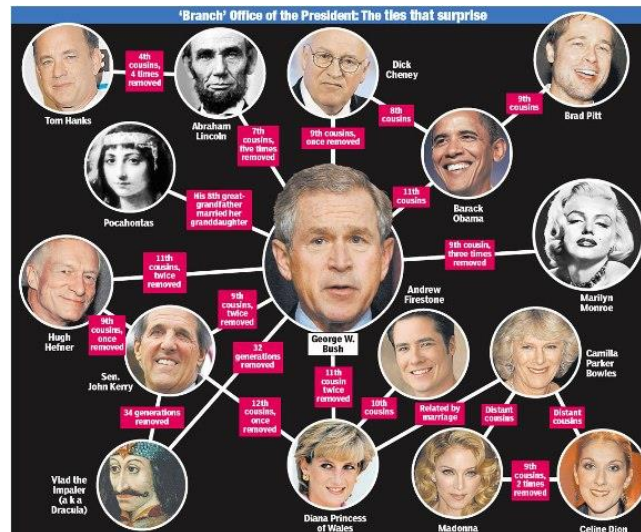 'Branch' Office of the President: The ties that surprise
4th
cousins,
4 times
removed
Tom Hanks
Abraham
Lincoln
Dick
Cheney
8th
cousins
9th
cousins
Brad Pitt
7th
cousins,
five times
removed
9th cousins,
once removed
Pocahontas
His 8th great-
grandfather
married her
granddaughter
11th
cousins
Barack
Obama
11th
cousins,
twice
removed
9th cousin,
three times
removed
Marilyn
Monroe
Hugh
Hefner
9th
cousins,
once
removed
9th
cousins,
twice
removed
Andrew
Firestone
George W.
Bush
Camilla
Parker
Bowles
Sen.
John Kerry
32
generations
removed
11th
cousin
twice
removed
10th
cousins
Related by
marriage
34 generations
removed
12th
cousins,
once
removed
Distant
cousins
Distant
cousins
Vlad the
Impaler
(a k a
Dracula)
Diana Princess
of Wales
Madonna
9th
cousins,
2 times
removed
Celine Dion